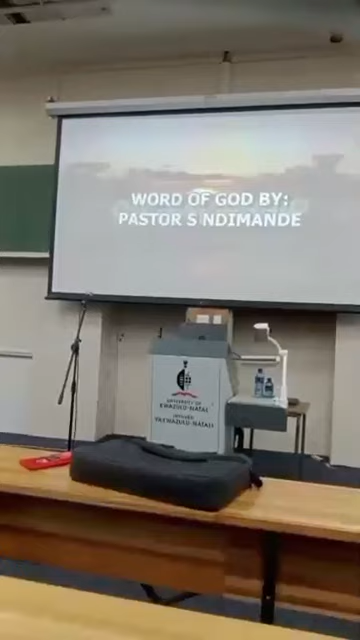 WORD OF GOD BY:
PASTOR S NDIMANDE
UNIVERSITY OF
KWAZULU-NATAL
INYUVESI
YAKWAZULU-NATALI